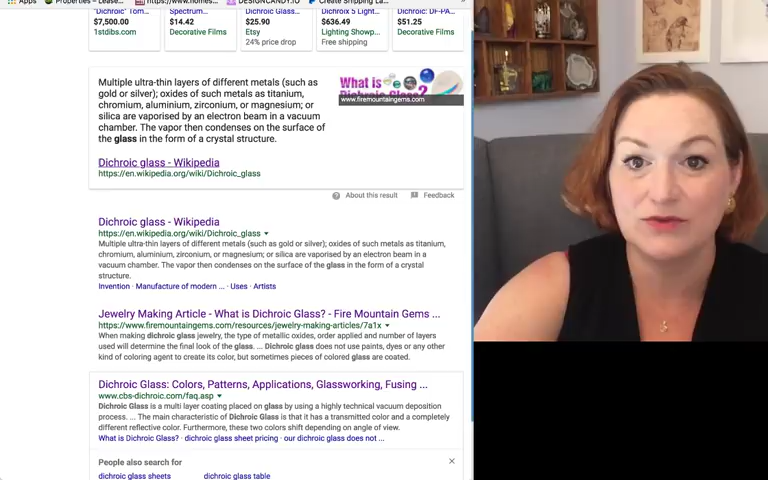 Apps
Properties – Lease...
https://www.homes...
DESIGNCANDY.IO
Create Shipping La...
"Dichroic" Tom...
Spectrum...
Dichroic Glass...
Dichroix 5 Light...
Dichroic: DF-PA...
$7,500.00
$14.42
$25.90
$636.49
$51.25
1stdibs.com
Decorative Films
Etsy
Lighting Showp...
Decorative Films
24% price drop
Free shipping
Multiple ultra-thin layers of different metals (such as
gold or silver); oxides of such metals as titanium,
chromium, aluminium, zirconium, or magnesium; or
silica are vaporised by an electron beam in a vacuum
chamber. The vapor then condenses on the surface of
the glass in the form of a crystal structure.
What is
Dichroic Glass?
www.firemountaingems.com
Dichroic glass - Wikipedia
https://en.wikipedia.org/wiki/Dichroic_glass
About this result
Feedback
Dichroic glass - Wikipedia
https://en.wikipedia.org/wiki/Dichroic_glass
Multiple ultra-thin layers of different metals (such as gold or silver); oxides of such metals as titanium,
chromium, aluminium, zirconium, or magnesium; or silica are vaporised by an electron beam in a
vacuum chamber. The vapor then condenses on the surface of the glass in the form of a crystal
structure.
Invention · Manufacture of modern ... · Uses · Artists
Jewelry Making Article - What is Dichroic Glass? - Fire Mountain Gems ...
https://www.firemountaingems.com/resources/jewelry-making-articles/7a1x
When making dichroic glass jewelry, the type of metallic oxides, order applied and number of layers
used will determine the final look of the glass. ... Dichroic glass does not use paints, dyes or any other
kind of coloring agent to create its color, but sometimes pieces of colored glass are coated.
Dichroic Glass: Colors, Patterns, Applications, Glassworking, Fusing ...
www.cbs-dichroic.com/faq.asp
Dichroic Glass is a multi layer coating placed on glass by using a highly technical vacuum deposition
process. ... The main characteristic of Dichroic Glass is that it has a transmitted color and a completely
different reflective color. Furthermore, these two colors shift depending on angle of view.
What is Dichroic Glass? · dichroic glass sheet pricing · our dichroic glass does not ...
People also search for
dichroic glass sheets
dichroic glass table